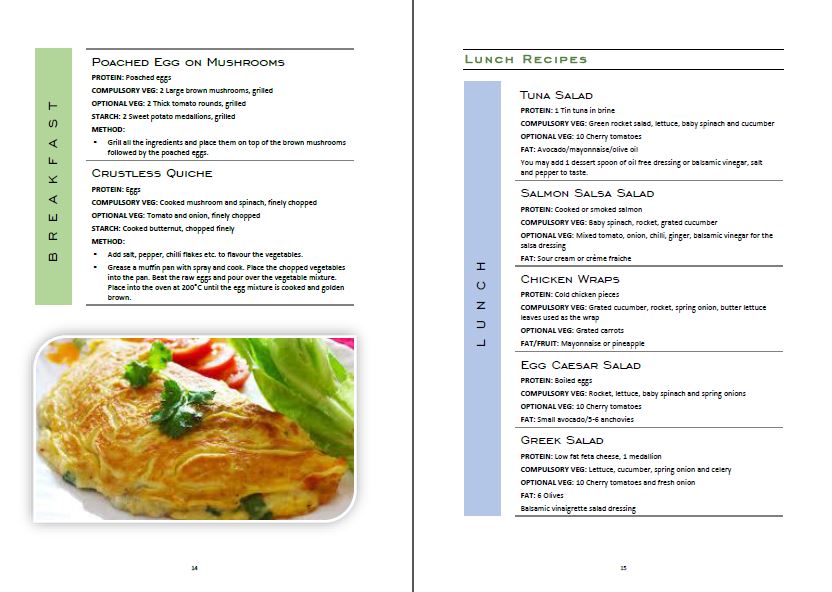 BREAKFAST
POACHED EGG ON MUSHROOMS
PROTEIN: Poached eggs
COMPULSORY VEG: 2 Large brown mushrooms, grilled
OPTIONAL VEG: 2 Thick tomato rounds, grilled
STARCH: 2 Sweet potato medallions, grilled
METHOD:
• Grill all the ingredients and place them on top of the brown mushrooms
followed by the poached eggs.
CRUSTLESS QUICHE
PROTEIN: Eggs
COMPULSORY VEG: Cooked mushroom and spinach, finely chopped
OPTIONAL VEG: Tomato and onion, finely chopped
STARCH: Cooked butternut, chopped finely
METHOD:
• Add salt, pepper, chilli flakes etc. to flavour the vegetables.
• Grease a muffin pan with spray and cook. Place the chopped vegetables
into the pan. Beat the raw eggs and pour over the vegetable mixture.
Place into the oven at 200°C until the egg mixture is cooked and golden
brown.
14
LUNCH RECIPES
LUNCH
TUNA SALAD
PROTEIN: 1 Tin tuna in brine
COMPULSORY VEG: Green rocket salad, lettuce, baby spinach and cucumber
OPTIONAL VEG: 10 Cherry tomatoes
FAT: Avocado/mayonnaise/olive oil
You may add 1 dessert spoon of oil free dressing or balsamic vinegar, salt
and pepper to taste.
SALMON SALSA SALAD
PROTEIN: Cooked or smoked salmon
COMPULSORY VEG: Baby spinach, rocket, grated cucumber
OPTIONAL VEG: Mixed tomato, onion, chilli, ginger, balsamic vinegar for the
salsa dressing
FAT: Sour cream or crème fraiche
CHICKEN WRAPS
PROTEIN: Cold chicken pieces
COMPULSORY VEG: Grated cucumber, rocket, spring onion, butter lettuce
leaves used as the wrap
OPTIONAL VEG: Grated carrots
FAT/FRUIT: Mayonnaise or pineapple
EGG CAESAR SALAD
PROTEIN: Boiled eggs
COMPULSORY VEG: Rocket, lettuce, baby spinach and spring onions
OPTIONAL VEG: 10 Cherry tomatoes
FAT: Small avocado/5-6 anchovies
GREEK SALAD
PROTEIN: Low fat feta cheese, 1 medallion
COMPULSORY VEG: Lettuce, cucumber, spring onion and celery
OPTIONAL VEG: 10 Cherry tomatoes and fresh onion
FAT: 6 Olives
Balsamic vinaigrette salad dressing
15